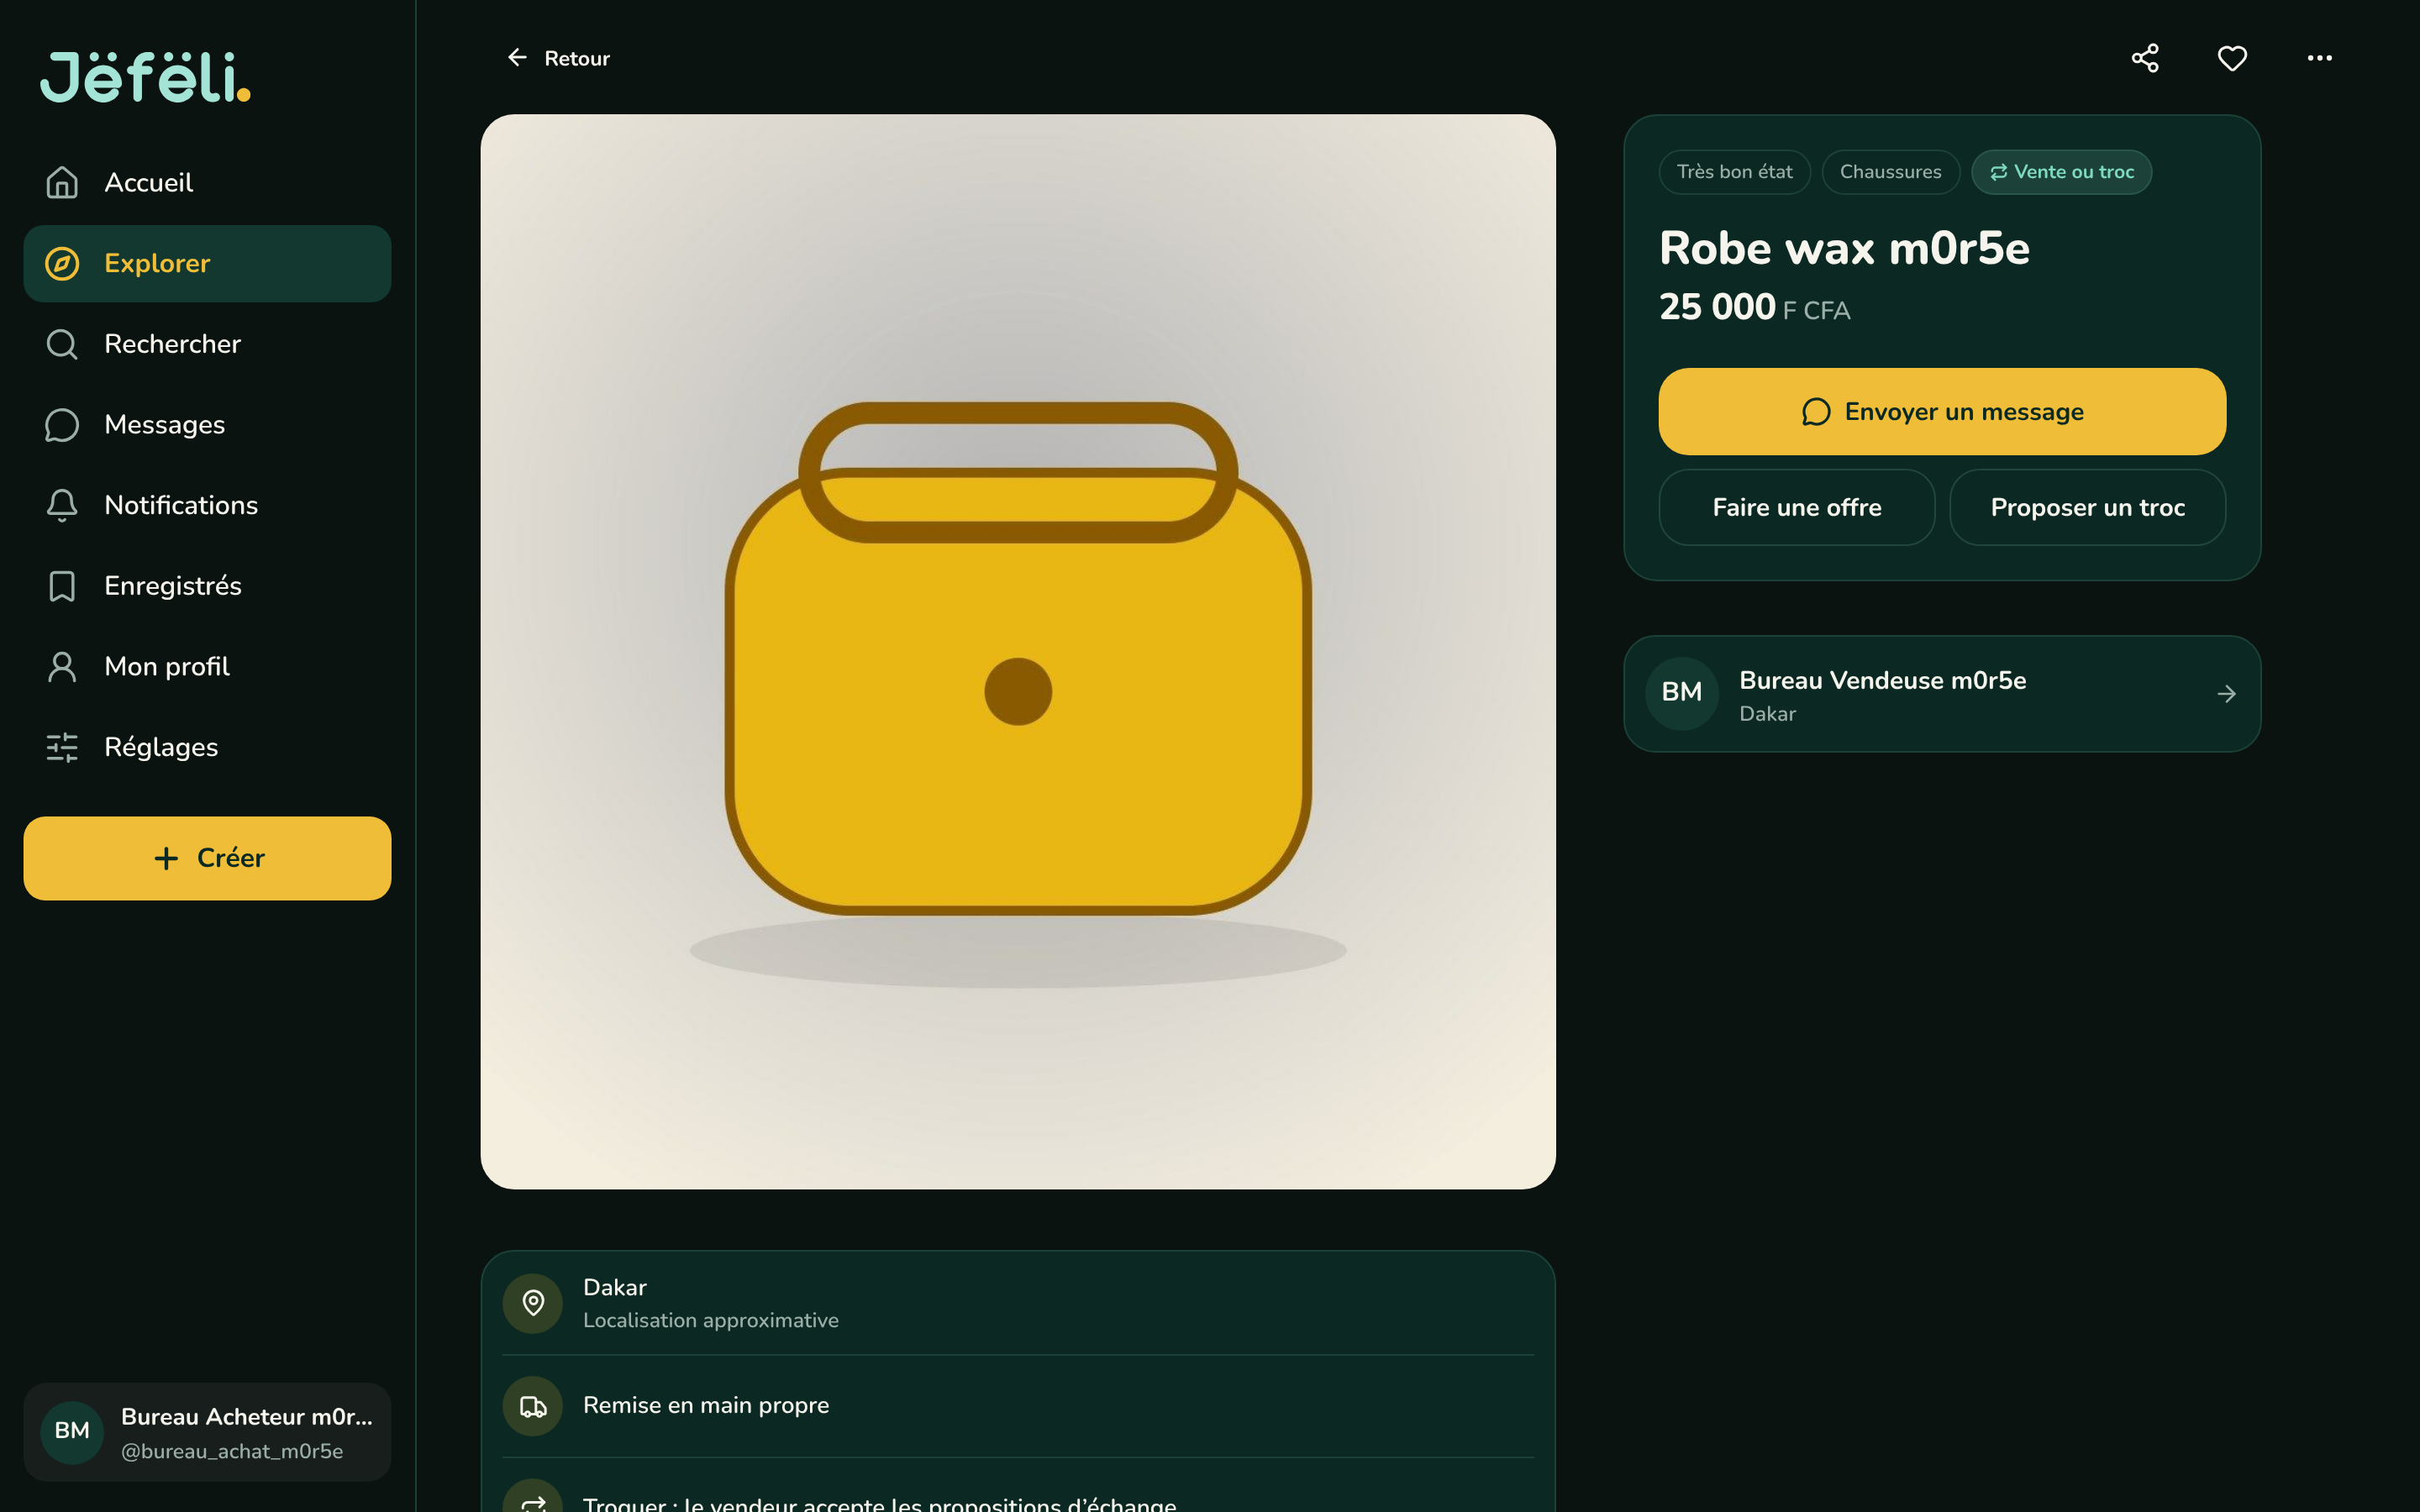 Jëfëli.
Accueil
Explorer
Rechercher
Messages
Notifications
Enregistrés
Mon profil
Réglages
Créer
BM
Bureau Acheteur m0r...
@bureau_achat_m0r5e
Retour
Très bon état
Chaussures
Vente ou troc
Robe wax m0r5e
25 000 F CFA
Envoyer un message
Faire une offre
Proposer un troc
BM
Bureau Vendeuse m0r5e
Dakar
Dakar
Localisation approximative
Remise en main propre
Troquer : le vendeur accepte les propositions d’échange